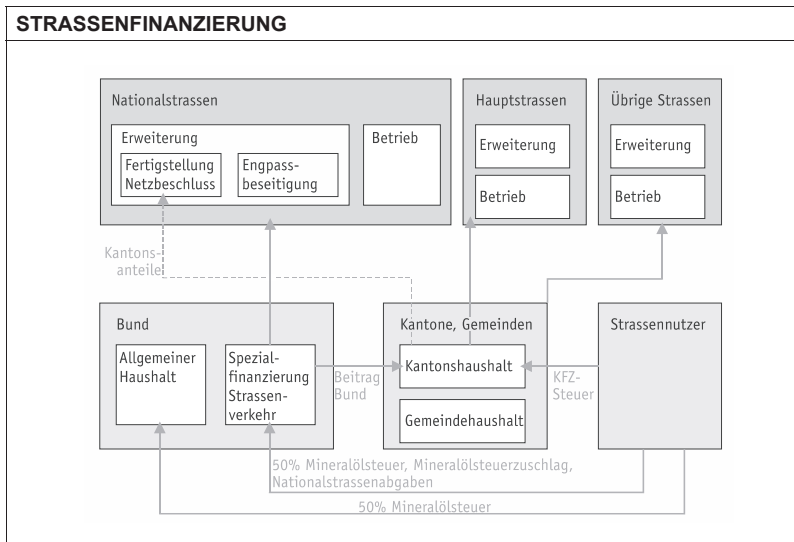 STRASSENFINANZIERUNG
Nationalstrassen
Erweiterung
Fertigstellung
Netzbeschluss
Engpass-
beseitigung
Betrieb
Hauptstrassen
Erweiterung
Betrieb
Übrige Strassen
Erweiterung
Betrieb
Kantons-
anteile
Bund
Allgemeiner
Haushalt
Spezial-
finanzierung
Strassen-
verkehr
Beitrag
Bund
Kantone, Gemeinden
Kantonshaushalt
Gemeindehaushalt
KFZ-
Steuer
Strassennutzer
50% Mineralölsteuer, Mineralölsteuerzuschlag,
Nationalstrassenabgaben
50% Mineralölsteuer